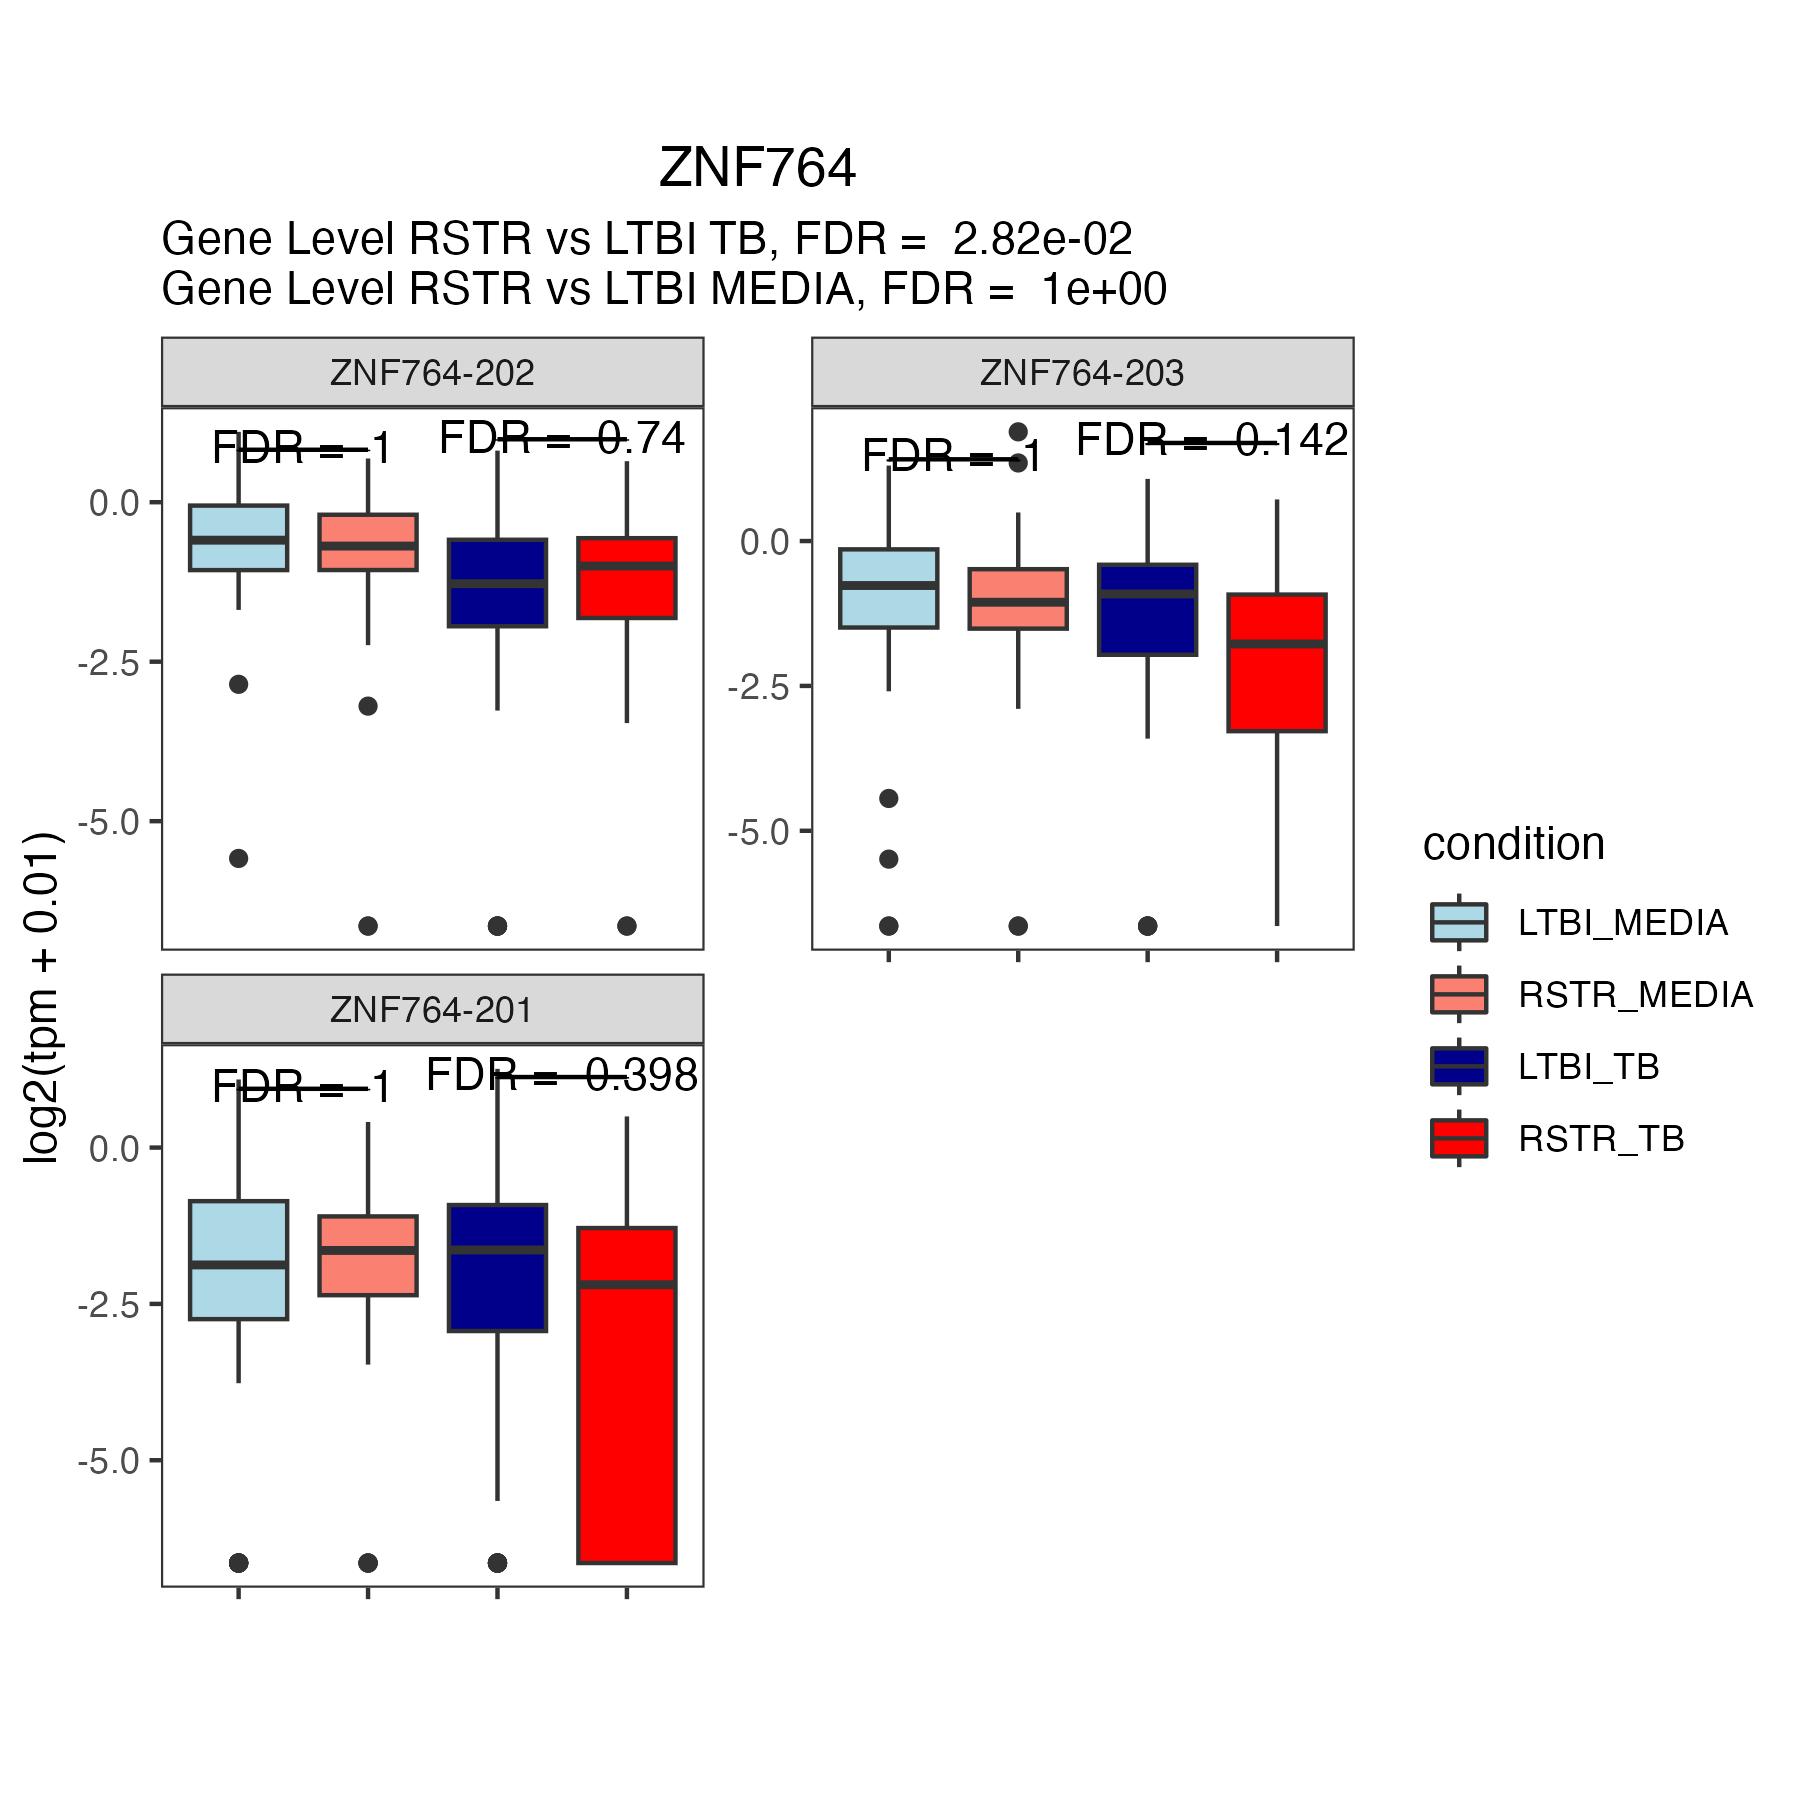 ZNF764
Gene Level RSTR vs LTBI TB, FDR =  2.82e-02
Gene Level RSTR vs LTBI MEDIA, FDR =  1e+00
ZNF764-202
FDR =  1
FDR =  0.74
0.0
-2.5
-5.0
ZNF764-203
FDR =  1
FDR =  0.142
0.0
-2.5
-5.0
ZNF764-201
FDR =  1
FDR =  0.398
0.0
-2.5
-5.0
log2(tpm + 0.01)
condition
LTBI_MEDIA
RSTR_MEDIA
LTBI_TB
RSTR_TB